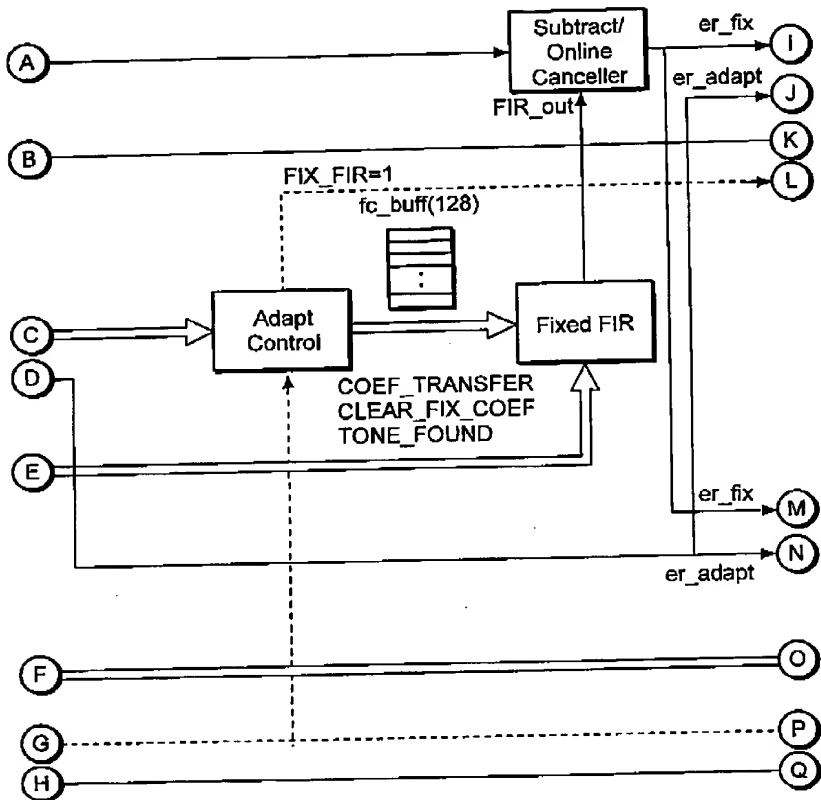 Subtract/
Online
Canceller
er_fix
I
A
er_adapt
J
FIR_out
K
B
FIX_FIR=1
L
fc_buff(128)
Adapt
Control
Fixed FIR
C
D
COEF_TRANSFER
CLEAR_FIX_COEF
TONE_FOUND
E
er_fix
M
N
er_adapt
F
O
G
P
H
Q